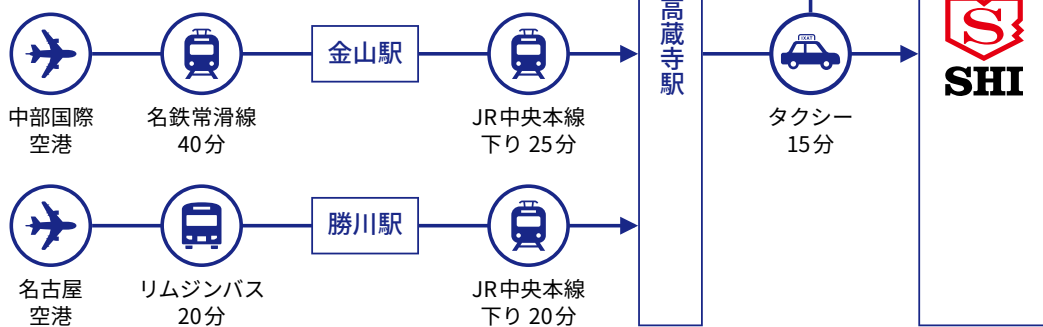 中部国際
空港
名鉄常滑線
40分
金山駅
JR中央本線
下り 25分
高蔵寺駅
TAXI
タクシー
15分
S
SHI
名古屋
空港
リムジンバス
20分
勝川駅
JR中央本線
下り 20分